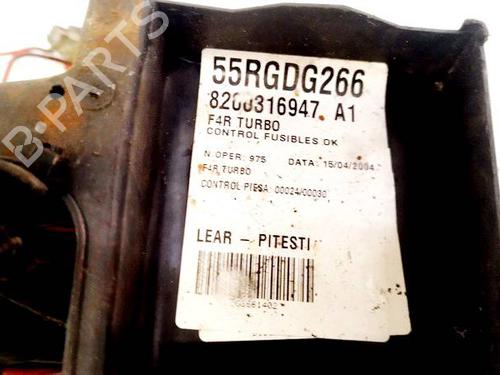 55RGDG266
8200316947 A1
F4R TURBO
CONTROL FUSIBLES OK
N.OPER: 975 DATA: 15/04/2004
F4R TURBO
CONTROL PIESA 00024/00030
LEAR - PITESTI
B-PARTS